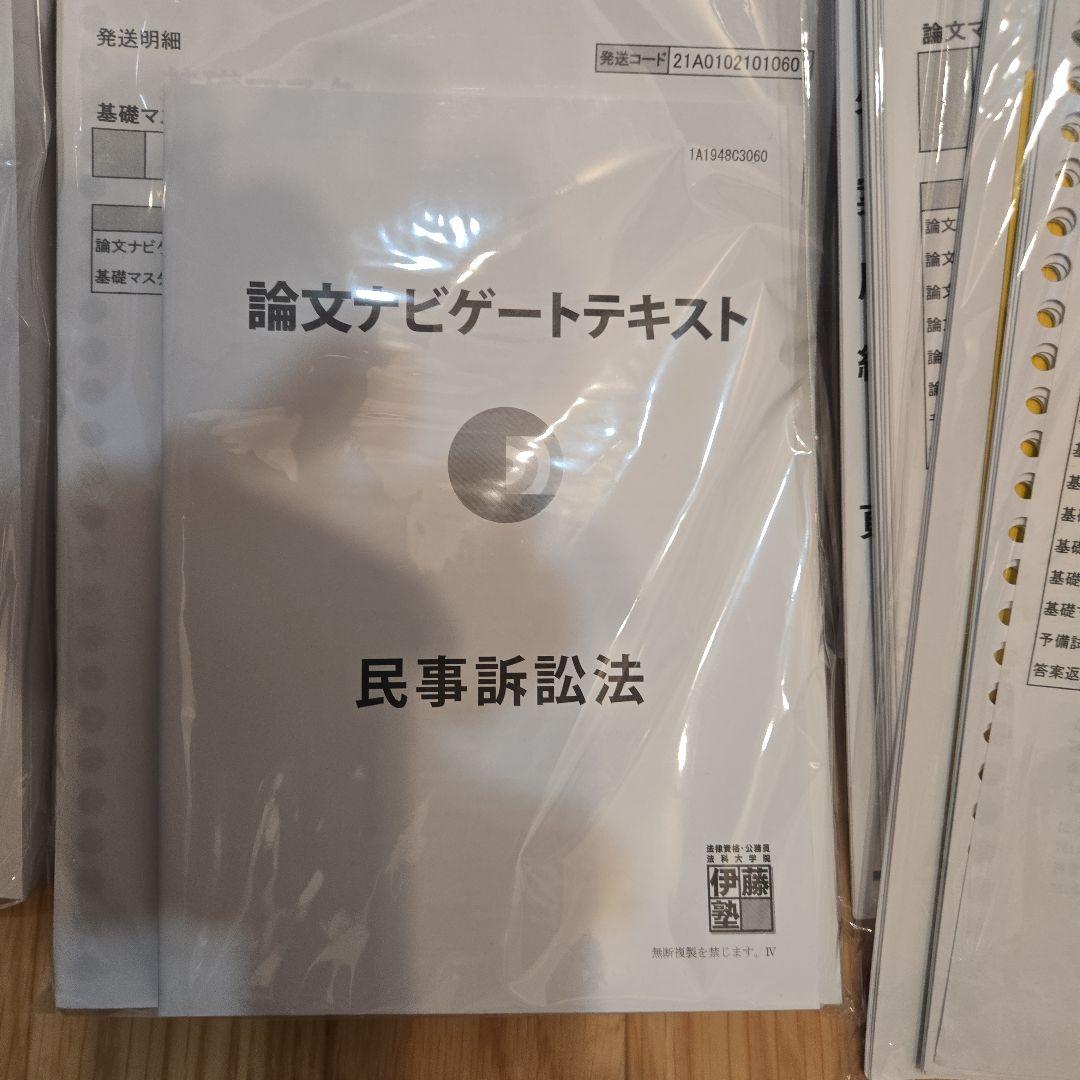 発送明細
発送コード 21A0102101060
基礎マ
論文ナビ
基礎マス
1A1948C3060
論文ナビゲートテキスト
民事訴訟法
法律資格・公務員
法科大学院
伊藤
塾
無断複製を禁じます。Ⅳ
論文マ
論文
論文
論文
論
論
基礎
基礎
基礎
基礎マ
予備試
答案返